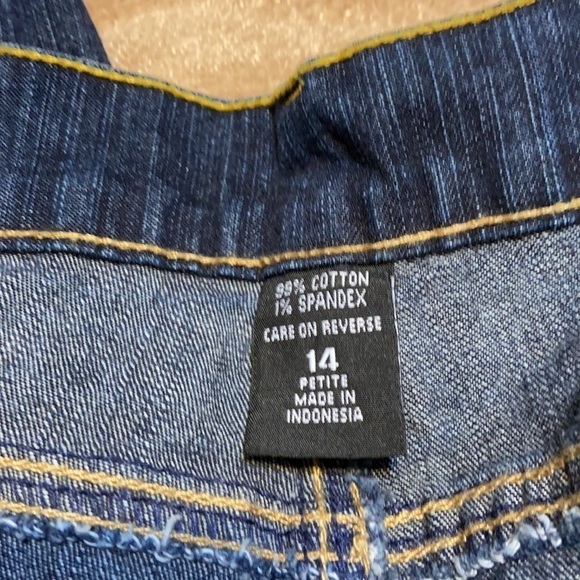 99% COTTON
1% SPANDEX
CARE ON REVERSE
14
PETITE
MADE IN
INDONESIA